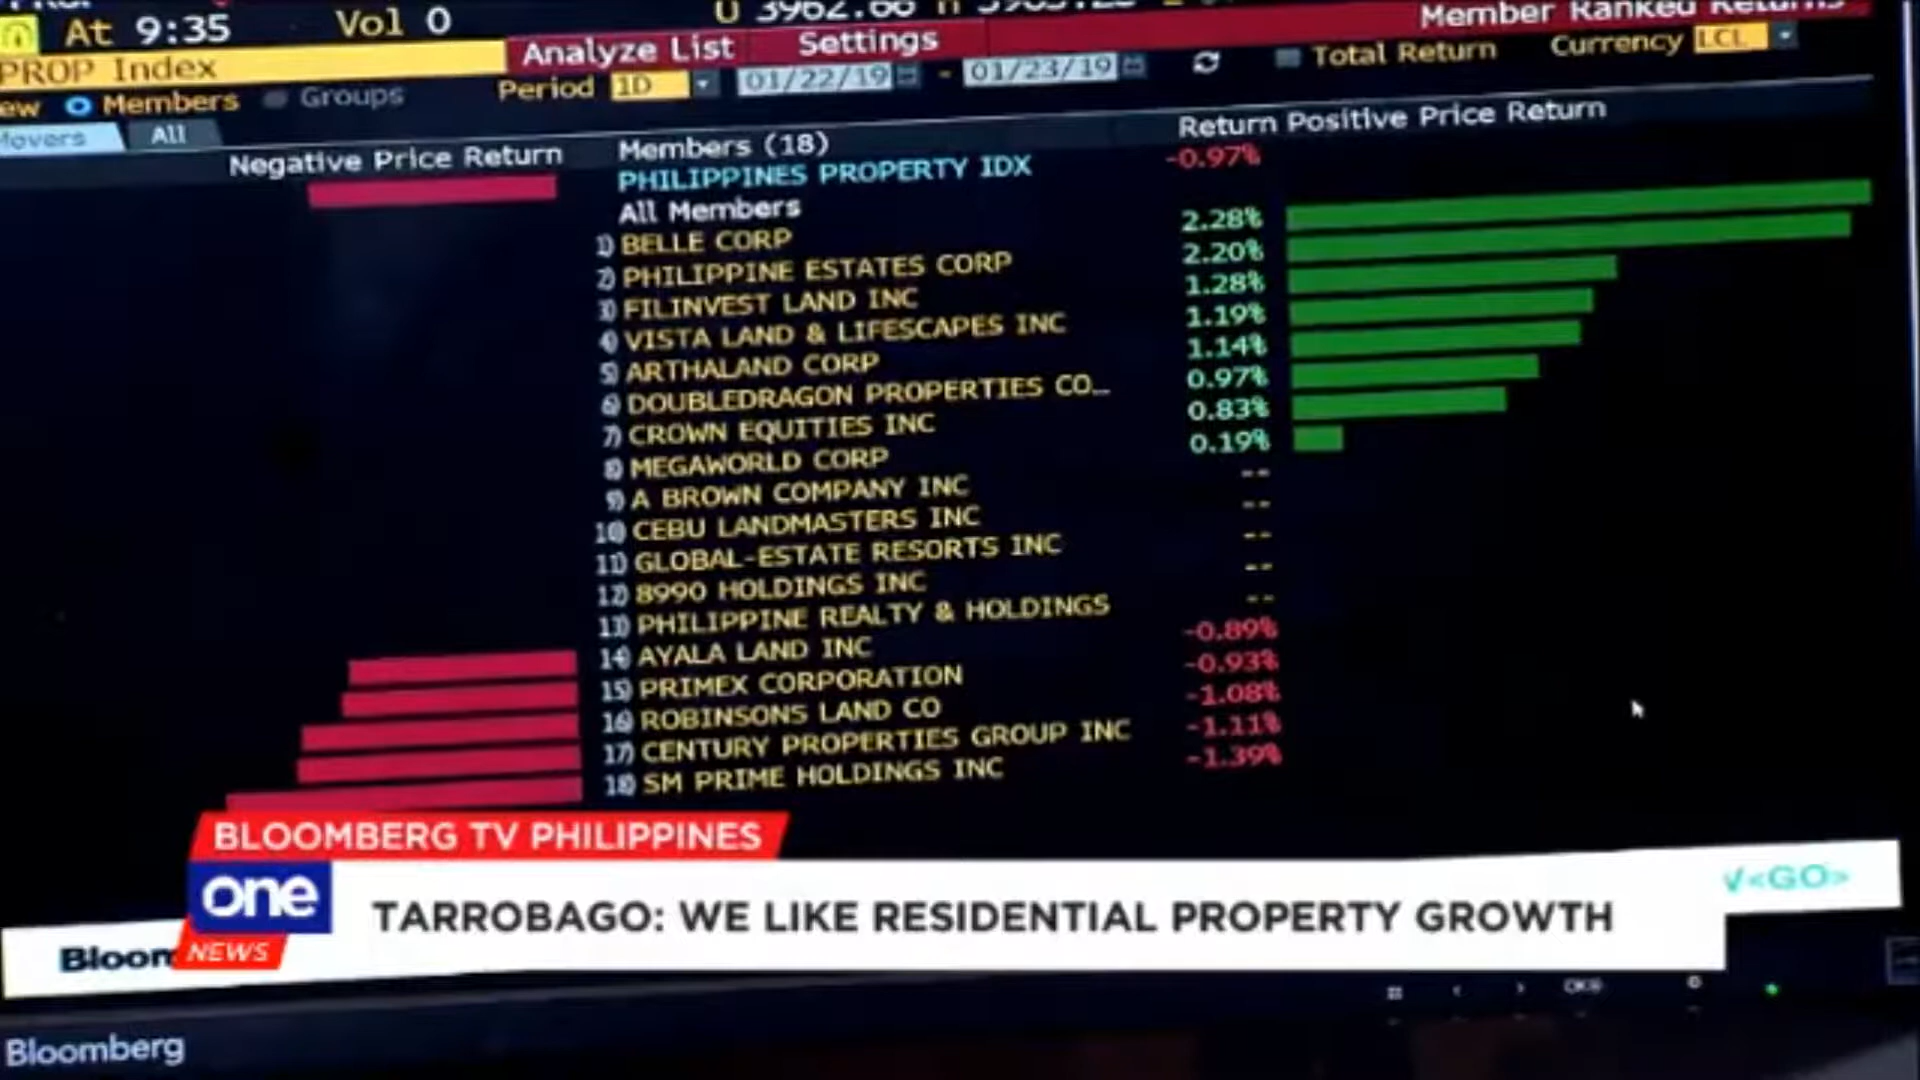 At 9:35 Vol 0
PROP Index Analyze List Settings Member Ranked Returns
Members Groups Period 1D 01/22/19 - 01/23/19 Total Return Currency LCL
Movers All
Negative Price Return Members (18) Return Positive Price Return
PHILIPPINES PROPERTY IDX -0.97%
All Members
1) BELLE CORP 2.28%
2) PHILIPPINE ESTATES CORP 2.20%
3) FILINVEST LAND INC 1.28%
4) VISTA LAND & LIFESCAPES INC 1.19%
5) ARTHALAND CORP 1.14%
6) DOUBLEDRAGON PROPERTIES CO... 0.97%
7) CROWN EQUITIES INC 0.83%
8) MEGAWORLD CORP 0.19%
9) A BROWN COMPANY INC --
10) CEBU LANDMASTERS INC --
11) GLOBAL-ESTATE RESORTS INC --
12) 8990 HOLDINGS INC --
13) PHILIPPINE REALTY & HOLDINGS --
14) AYALA LAND INC -0.89%
15) PRIMEX CORPORATION -0.93%
16) ROBINSONS LAND CO -1.08%
17) CENTURY PROPERTIES GROUP INC -1.11%
18) SM PRIME HOLDINGS INC -1.39%
BLOOMBERG TV PHILIPPINES
<GO>
one
TARROBAGO: WE LIKE RESIDENTIAL PROPERTY GROWTH
Bloom
NEWS
Bloomberg